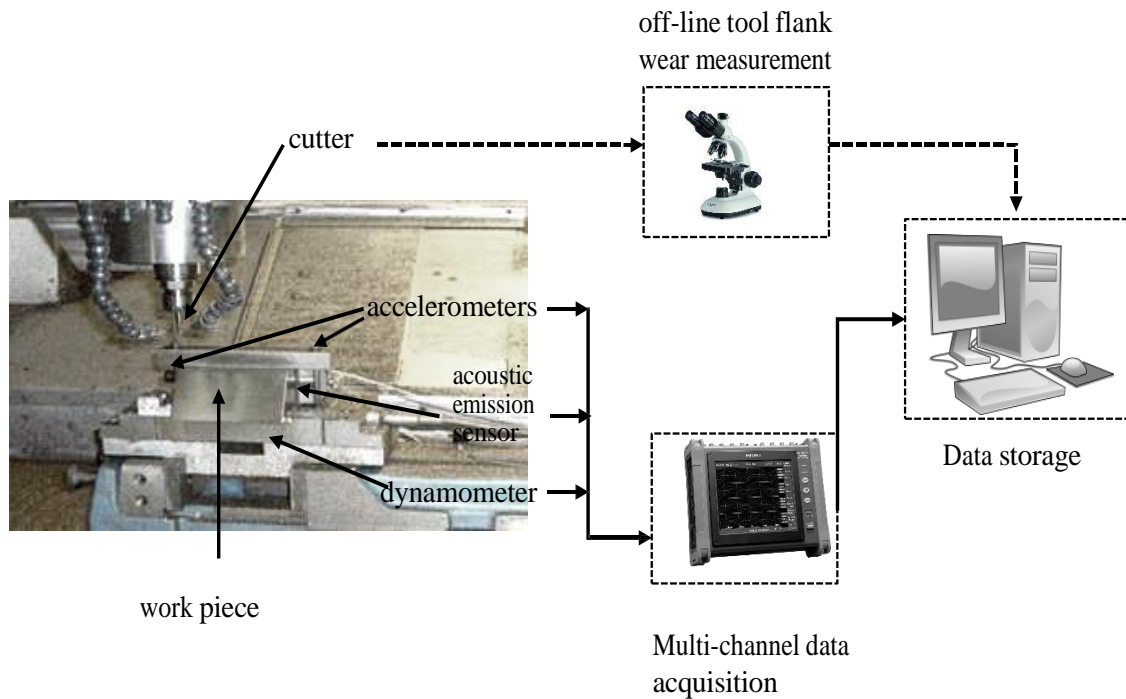 off-line tool flank
wear measurement
cutter
accelerometers
acoustic
emission
sensor
dynamometer
work piece
Data storage
Multi-channel data
acquisition